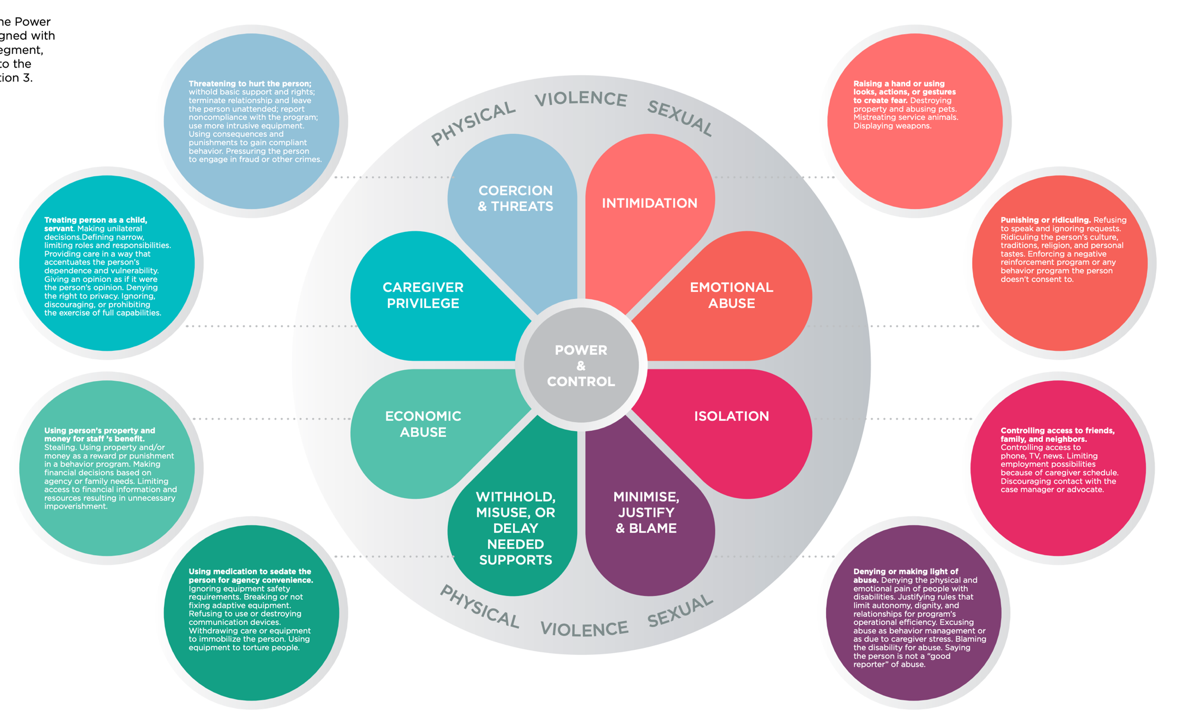 ne Power
gned with
egment,
to the
tion 3.
Threatening to hurt the person;
withold basic support and rights;
terminate relationship and leave
the person unattended; report
noncompliance with the program;
use more intrusive equipment.
Using consequences and
punishments to gain compliant
behavior. Pressuring the person
to engage in fraud or other crimes.
Raising a hand or using
looks, actions, or gestures
to create fear. Destroying
property and abusing pets.
Mistreating service animals.
Displaying weapons.
Treating person as a child,
servant. Making unilateral
decisions.Defining narrow,
limiting roles and responsibilities.
Providing care in a way that
accentuates the person's
dependence and vulnerability.
Giving an opinion as if it were
the person's opinion. Denying
the right to privacy. Ignoring,
discouraging, or prohibiting
the exercise of full capabilities.
Punishing or ridiculing. Refusing
to speak and ignoring requests.
Ridiculing the person's culture,
traditions, religion, and personal
tastes. Enforcing a negative
reinforcement program or any
behavior program the person
doesn't consent to.
PHYSICAL VIOLENCE SEXUAL
COERCION
& THREATS
INTIMIDATION
CAREGIVER
PRIVILEGE
EMOTIONAL
ABUSE
POWER
&
CONTROL
ECONOMIC
ABUSE
ISOLATION
WITHHOLD,
MISUSE, OR
DELAY
NEEDED
SUPPORTS
MINIMISE,
JUSTIFY
& BLAME
PHYSICAL VIOLENCE SEXUAL
Using person's property and
money for staff 's benefit.
Stealing. Using property and/or
money as a reward pr punishment
in a behavior program. Making
financial decisions based on
agency or family needs. Limiting
access to financial information and
resources resulting in unnecessary
impoverishment.
Controlling access to friends,
family, and neighbors.
Controlling access to
phone, TV, news. Limiting
employment possibilities
because of caregiver schedule.
Discouraging contact with the
case manager or advocate.
Using medication to sedate the
person for agency convenience.
Ignoring equipment safety
requirements. Breaking or not
fixing adaptive equipment.
Refusing to use or destroying
communication devices.
Withdrawing care or equipment
to immobilize the person. Using
equipment to torture people.
Denying or making light of
abuse. Denying the physical and
emotional pain of people with
disabilities. Justifying rules that
limit autonomy, dignity, and
relationships for program's
operational efficiency. Excusing
abuse as behavior management or
as due to caregiver stress. Blaming
the disability for abuse. Saying
the person is not a "good
reporter" of abuse.